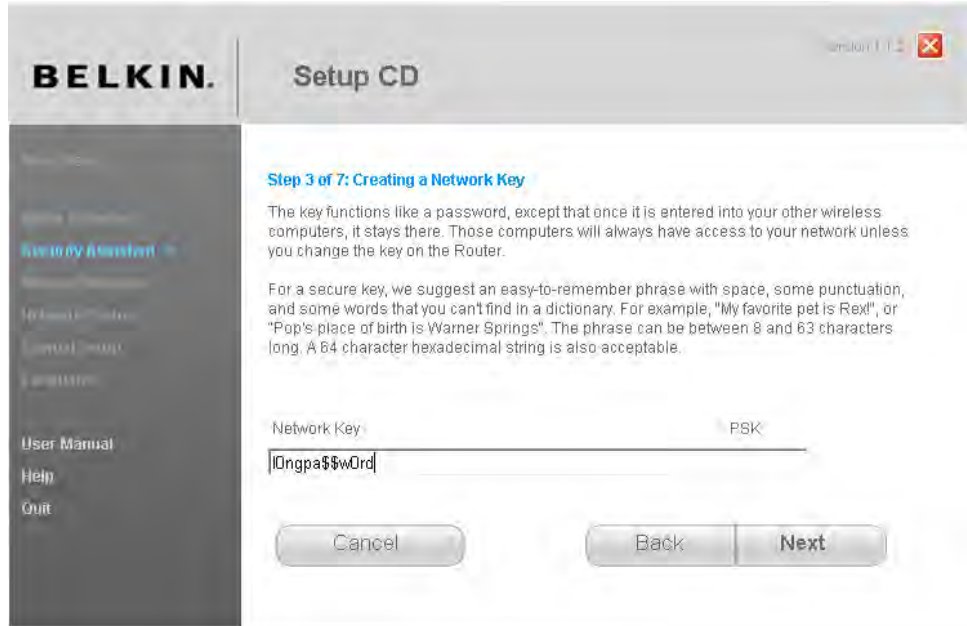 BELKIN.
Setup CD
Security Assistant
User Manual
Help
Quit
Step 3 of 7: Creating a Network Key
The key functions like a password, except that once it is entered into your other wireless
computers, it stays there. Those computers will always have access to your network unless
you change the key on the Router.
For a secure key, we suggest an easy-to-remember phrase with space, some punctuation,
and some words that you can't find in a dictionary. For example, "My favorite pet is Rex!", or
"Pop's place of birth is Warner Springs". The phrase can be between 8 and 63 characters
long. A 64 character hexadecimal string is also acceptable.
Network Key
PSK
l0ngpa$$w0rd
Cancel
Back
Next